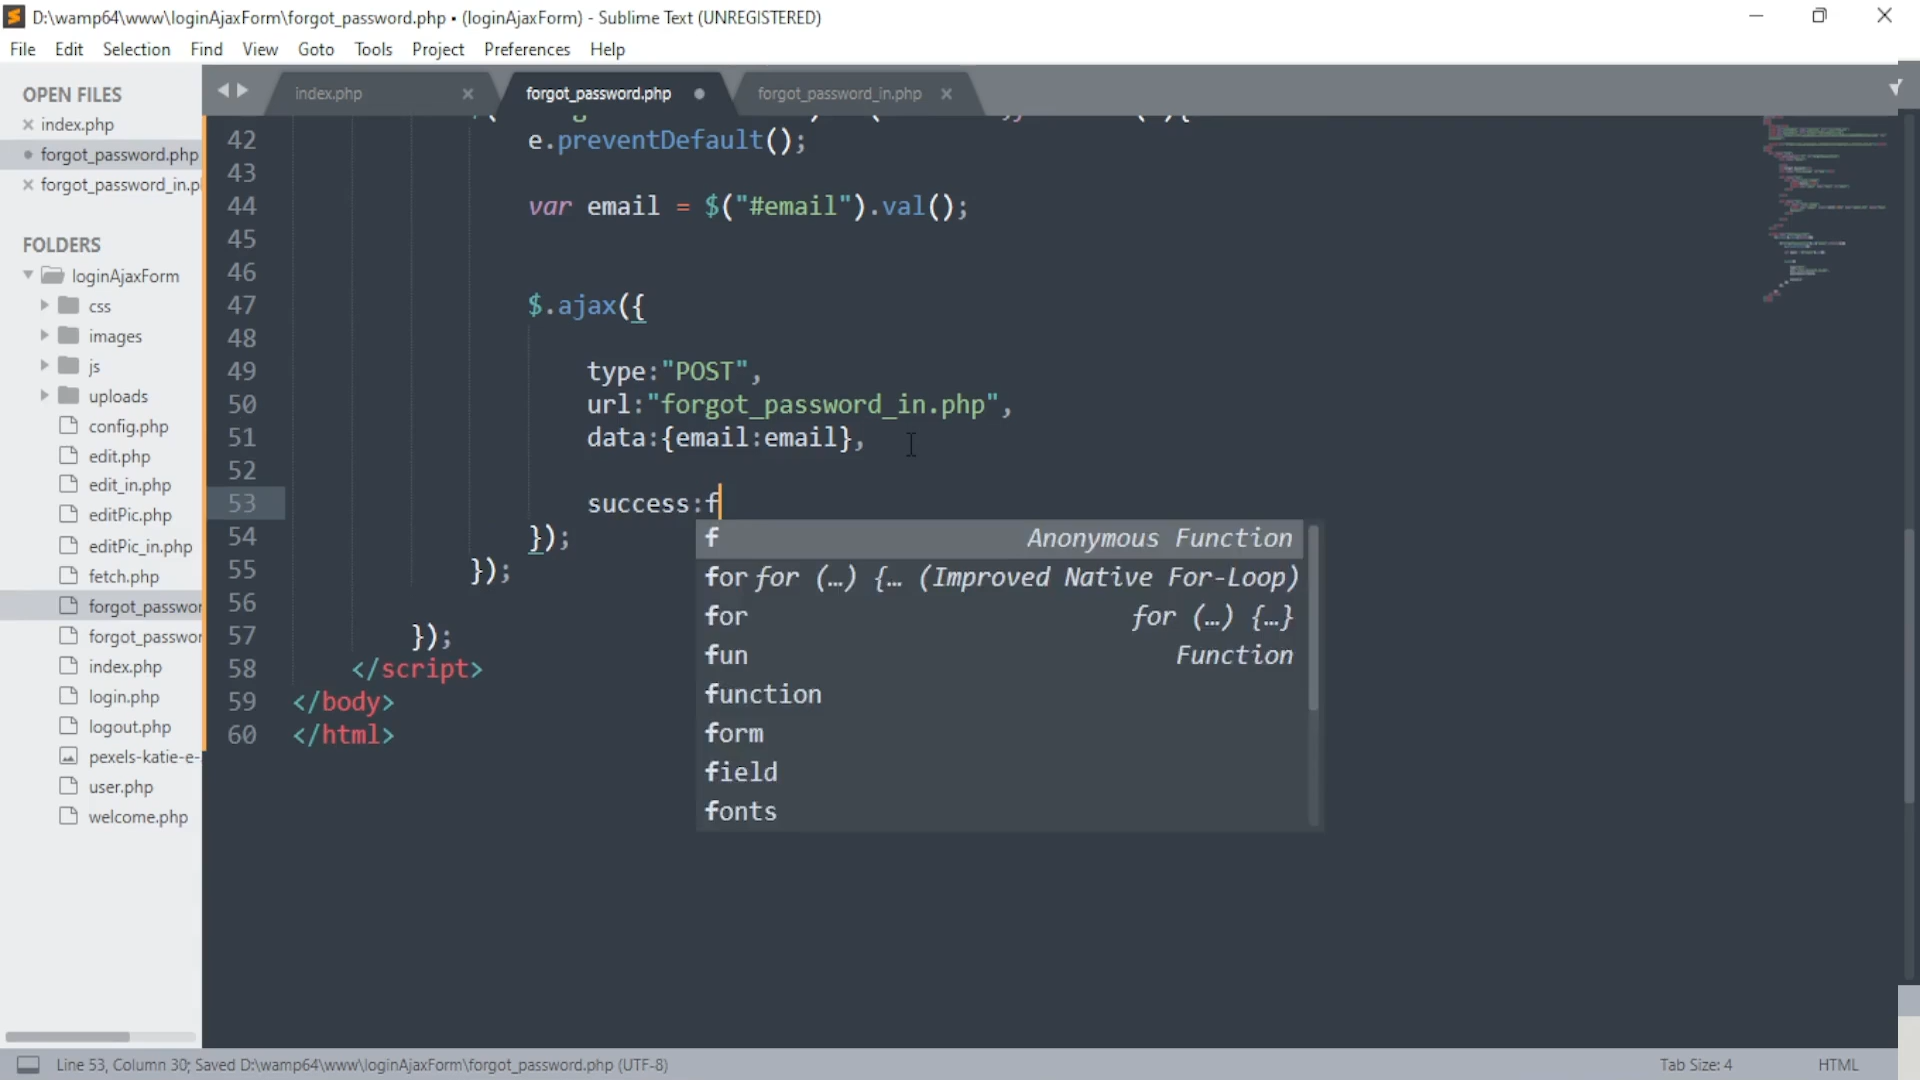 D:\wamp64\www\loginAjaxForm\forgot_password.php • (loginAjaxForm) - Sublime Text (UNREGISTERED)
File Edit Selection Find View Goto Tools Project Preferences Help
OPEN FILES
index.php
forgot_password.php
forgot_password_in.p
FOLDERS
loginAjaxForm
css
images
js
uploads
config.php
edit.php
edit_in.php
editPic.php
editPic_in.php
fetch.php
forgot_passwor
forgot_passwor
index.php
login.php
logout.php
pexels-katie-e-
user.php
welcome.php
index.php forgot_password.php forgot_password_in.php
42 e.preventDefault();
43
44 var email = $("#email").val();
45
46
47 $.ajax({
48
49 type:"POST",
50 url:"forgot_password_in.php",
51 data:{email:email},
52
53 success:f
54 });
55 });
56
57 });
58 </script>
59 </body>
60 </html>
f Anonymous Function
for for (…) {… (Improved Native For-Loop)
for for (…) {…}
fun Function
function
form
field
fonts
Line 53, Column 30; Saved D:\wamp64\www\loginAjaxForm\forgot_password.php (UTF-8) Tab Size: 4 HTML